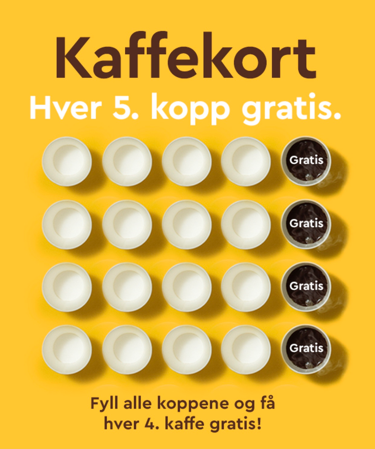 Kaffekort
Hver 5. kopp gratis.
Gratis
Gratis
Gratis
Gratis
Fyll alle koppene og få
hver 4. kaffe gratis!